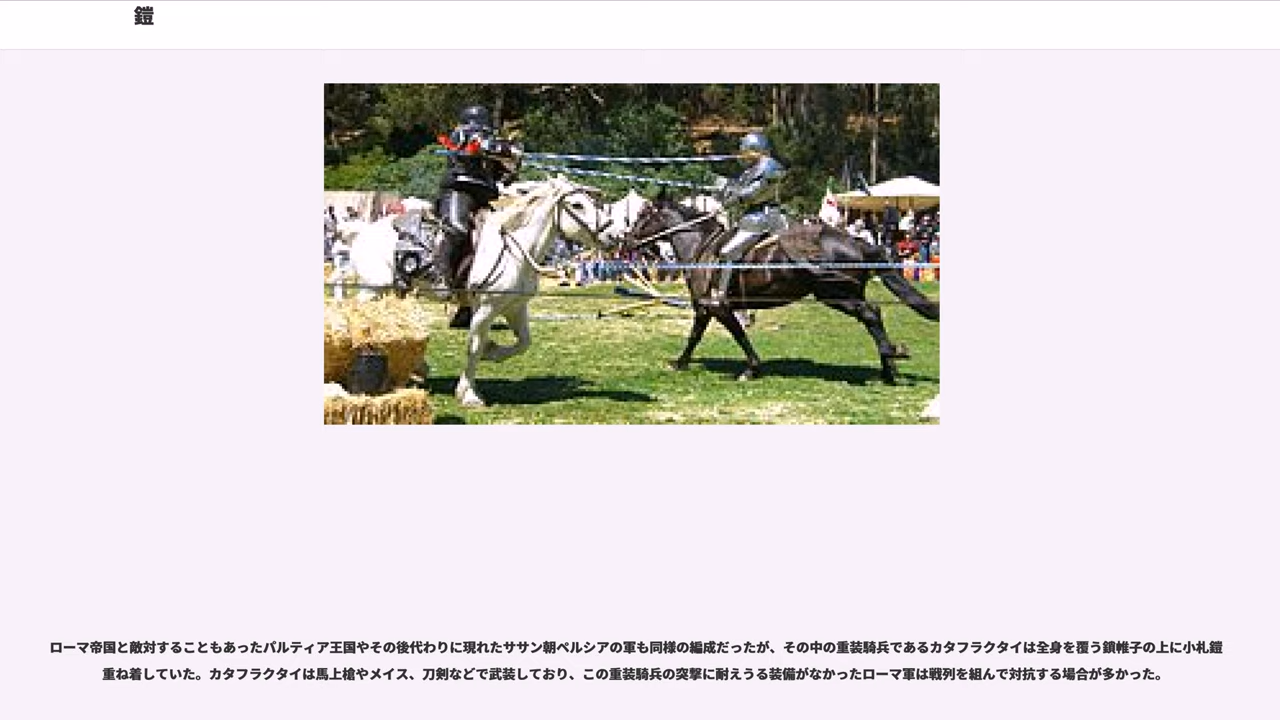 鎧
ローマ帝国と敵対することもあったパルティア王国やその後代わりに現れたササン朝ペルシアの軍も同様の編成だったが、その中の重装騎兵であるカタフラクタイは全身を覆う鎖帷子の上に小札鎧
重ね着していた。カタフラクタイは馬上槍やメイス、刀剣などで武装しており、この重装騎兵の突撃に耐えうる装備がなかったローマ軍は戦列を組んで対抗する場合が多かった。